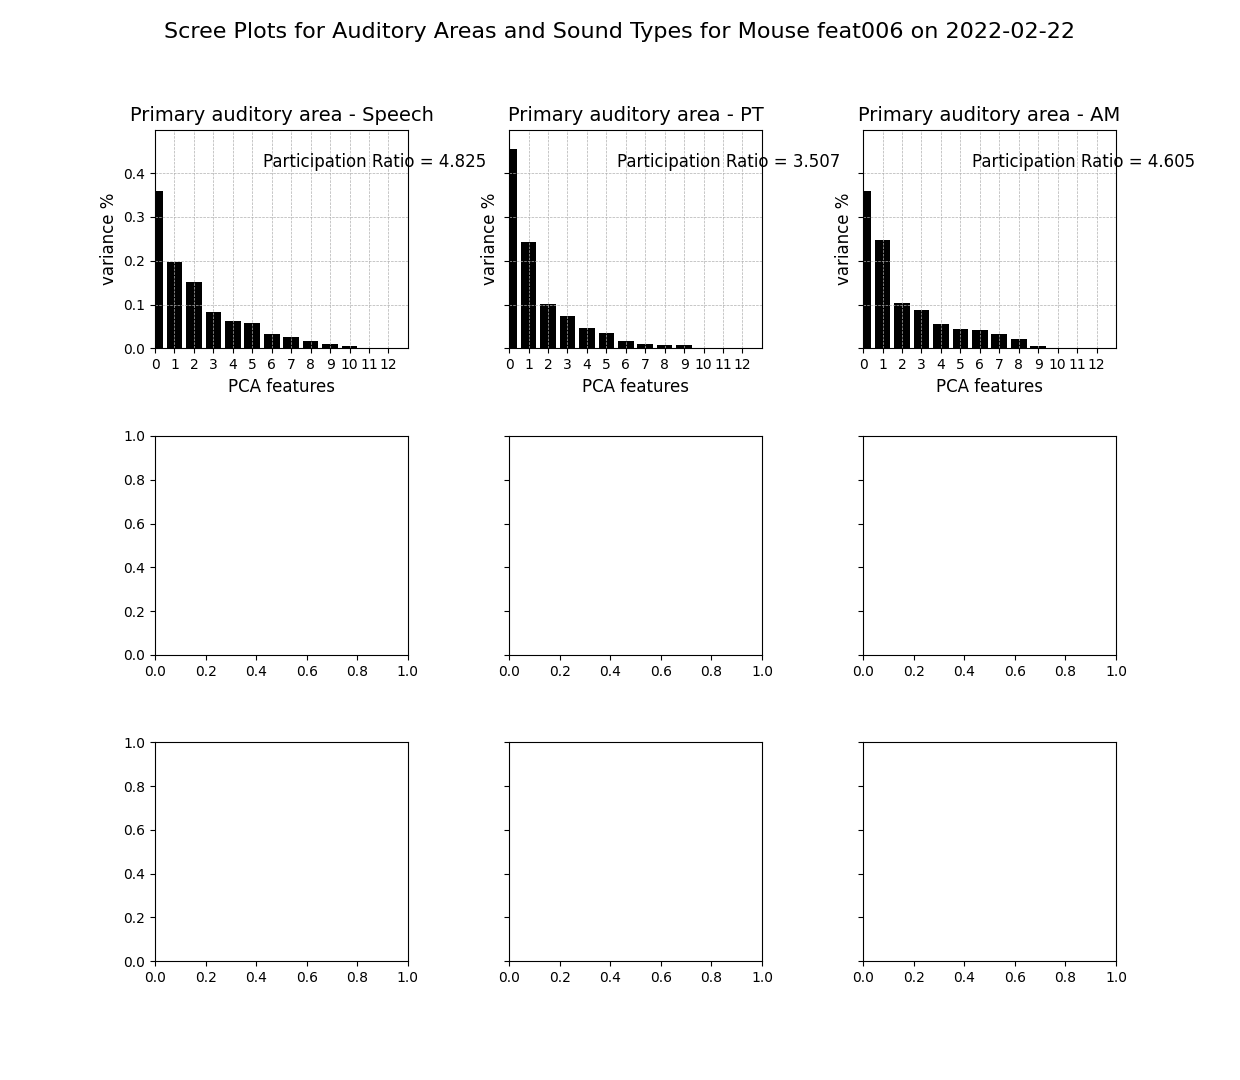 Scree Plots for Auditory Areas and Sound Types for Mouse feat006 on 2022-02-22
Primary auditory area - Speech
Participation Ratio = 4.825
variance %
0.4
0.3
0.2
0.1
0.0
0 1 2 3 4 5 6 7 8 9 10 11 12
PCA features
Primary auditory area - PT
Participation Ratio = 3.507
variance %
0 1 2 3 4 5 6 7 8 9 10 11 12
PCA features
Primary auditory area - AM
Participation Ratio = 4.605
variance %
0 1 2 3 4 5 6 7 8 9 10 11 12
PCA features
1.0
0.8
0.6
0.4
0.2
0.0
0.0 0.2 0.4 0.6 0.8 1.0
0.0 0.2 0.4 0.6 0.8 1.0
0.0 0.2 0.4 0.6 0.8 1.0
1.0
0.8
0.6
0.4
0.2
0.0
0.0 0.2 0.4 0.6 0.8 1.0
0.0 0.2 0.4 0.6 0.8 1.0
0.0 0.2 0.4 0.6 0.8 1.0